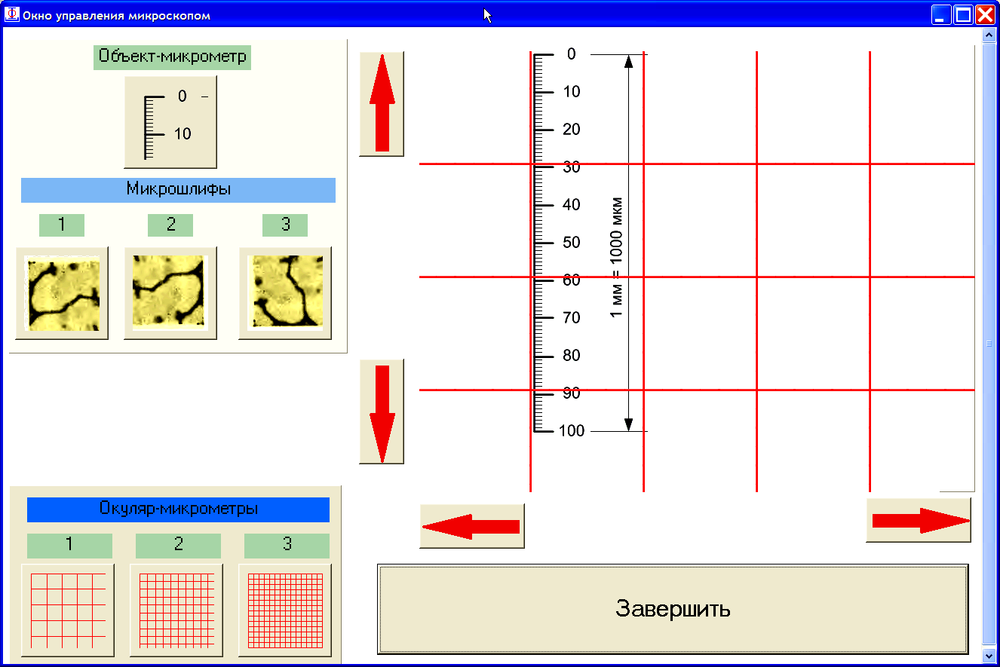 Окно управления микроскопом
Объект-микрометр
0
10
Микрошлифы
1 2 3
0
10
20
30
40
50
60
70
80
90
100
1 мм = 1000 мкм
Окуляр-микрометры
1 2 3
Завершить